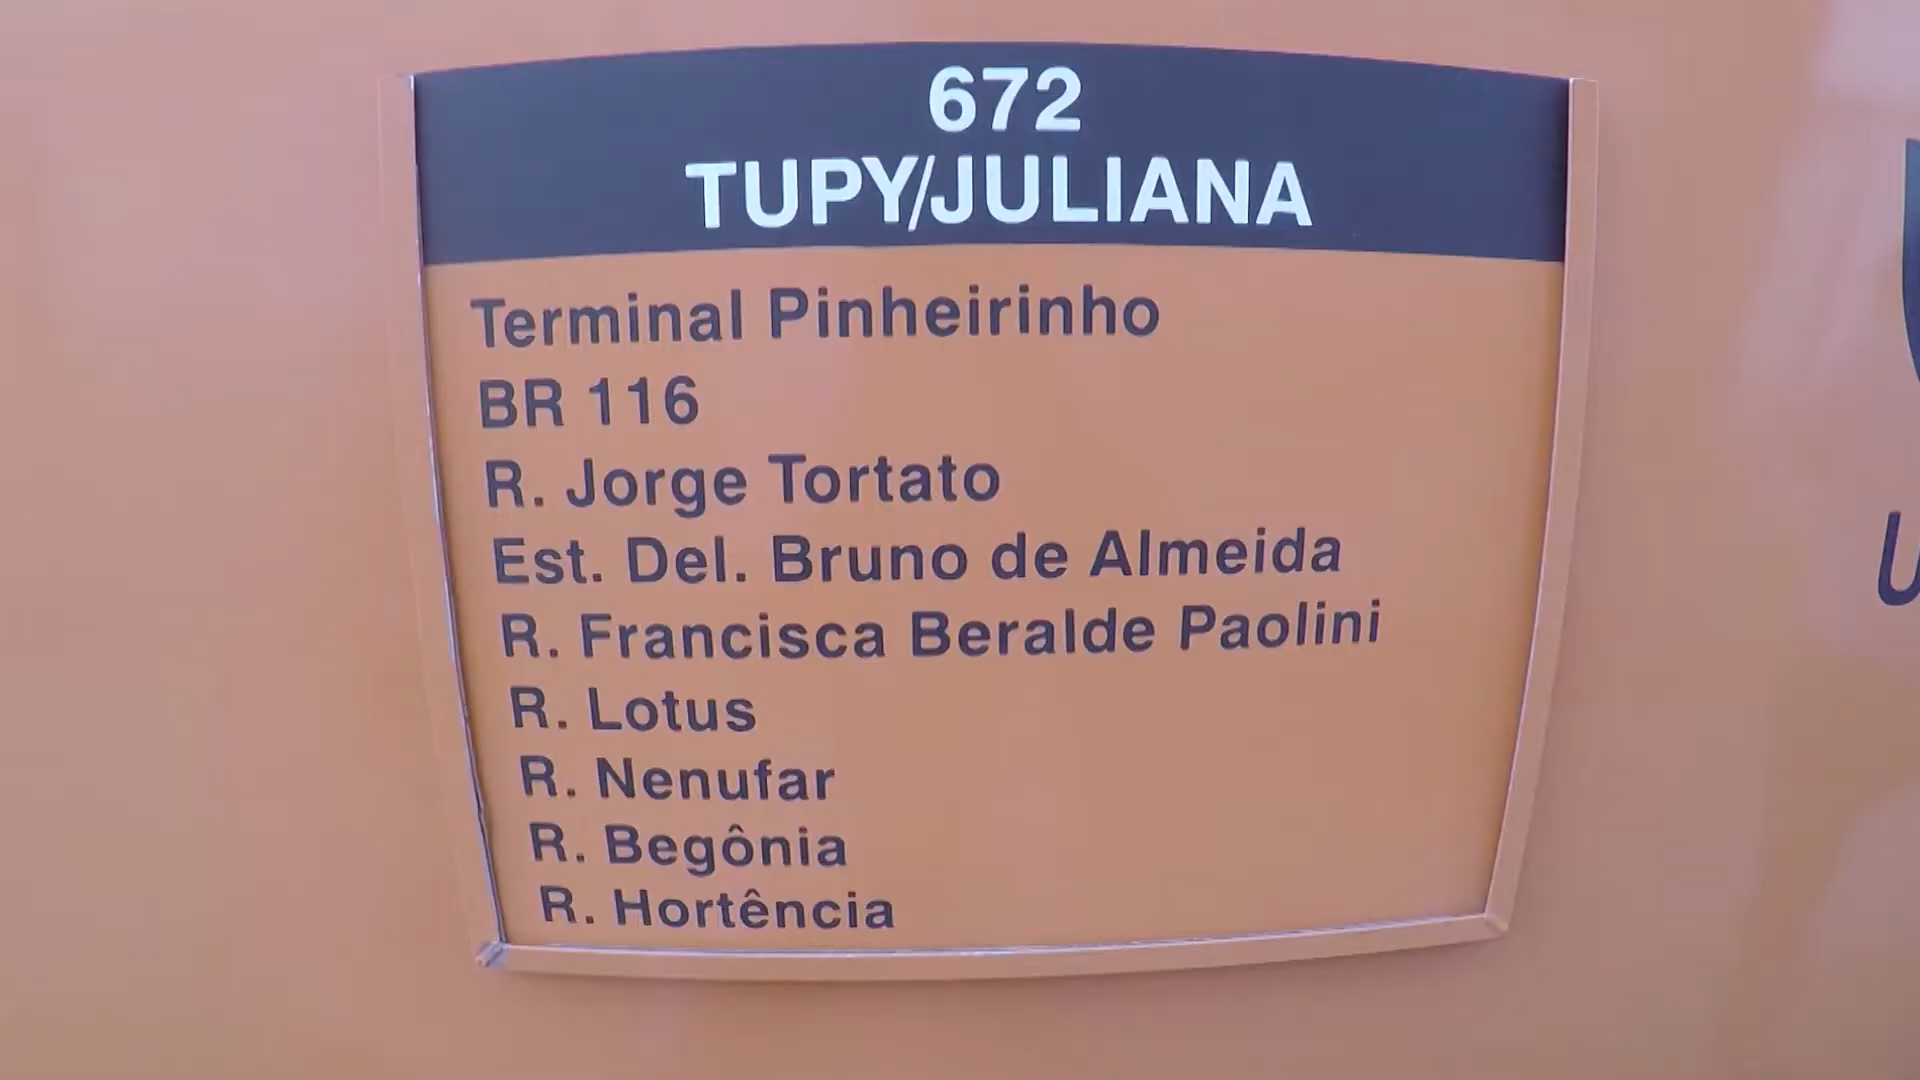 672
TUPY/JULIANA
Terminal Pinheirinho
BR 116
R. Jorge Tortato
Est. Del. Bruno de Almeida
R. Francisca Beralde Paolini
R. Lotus
R. Nenufar
R. Begônia
R. Hortência